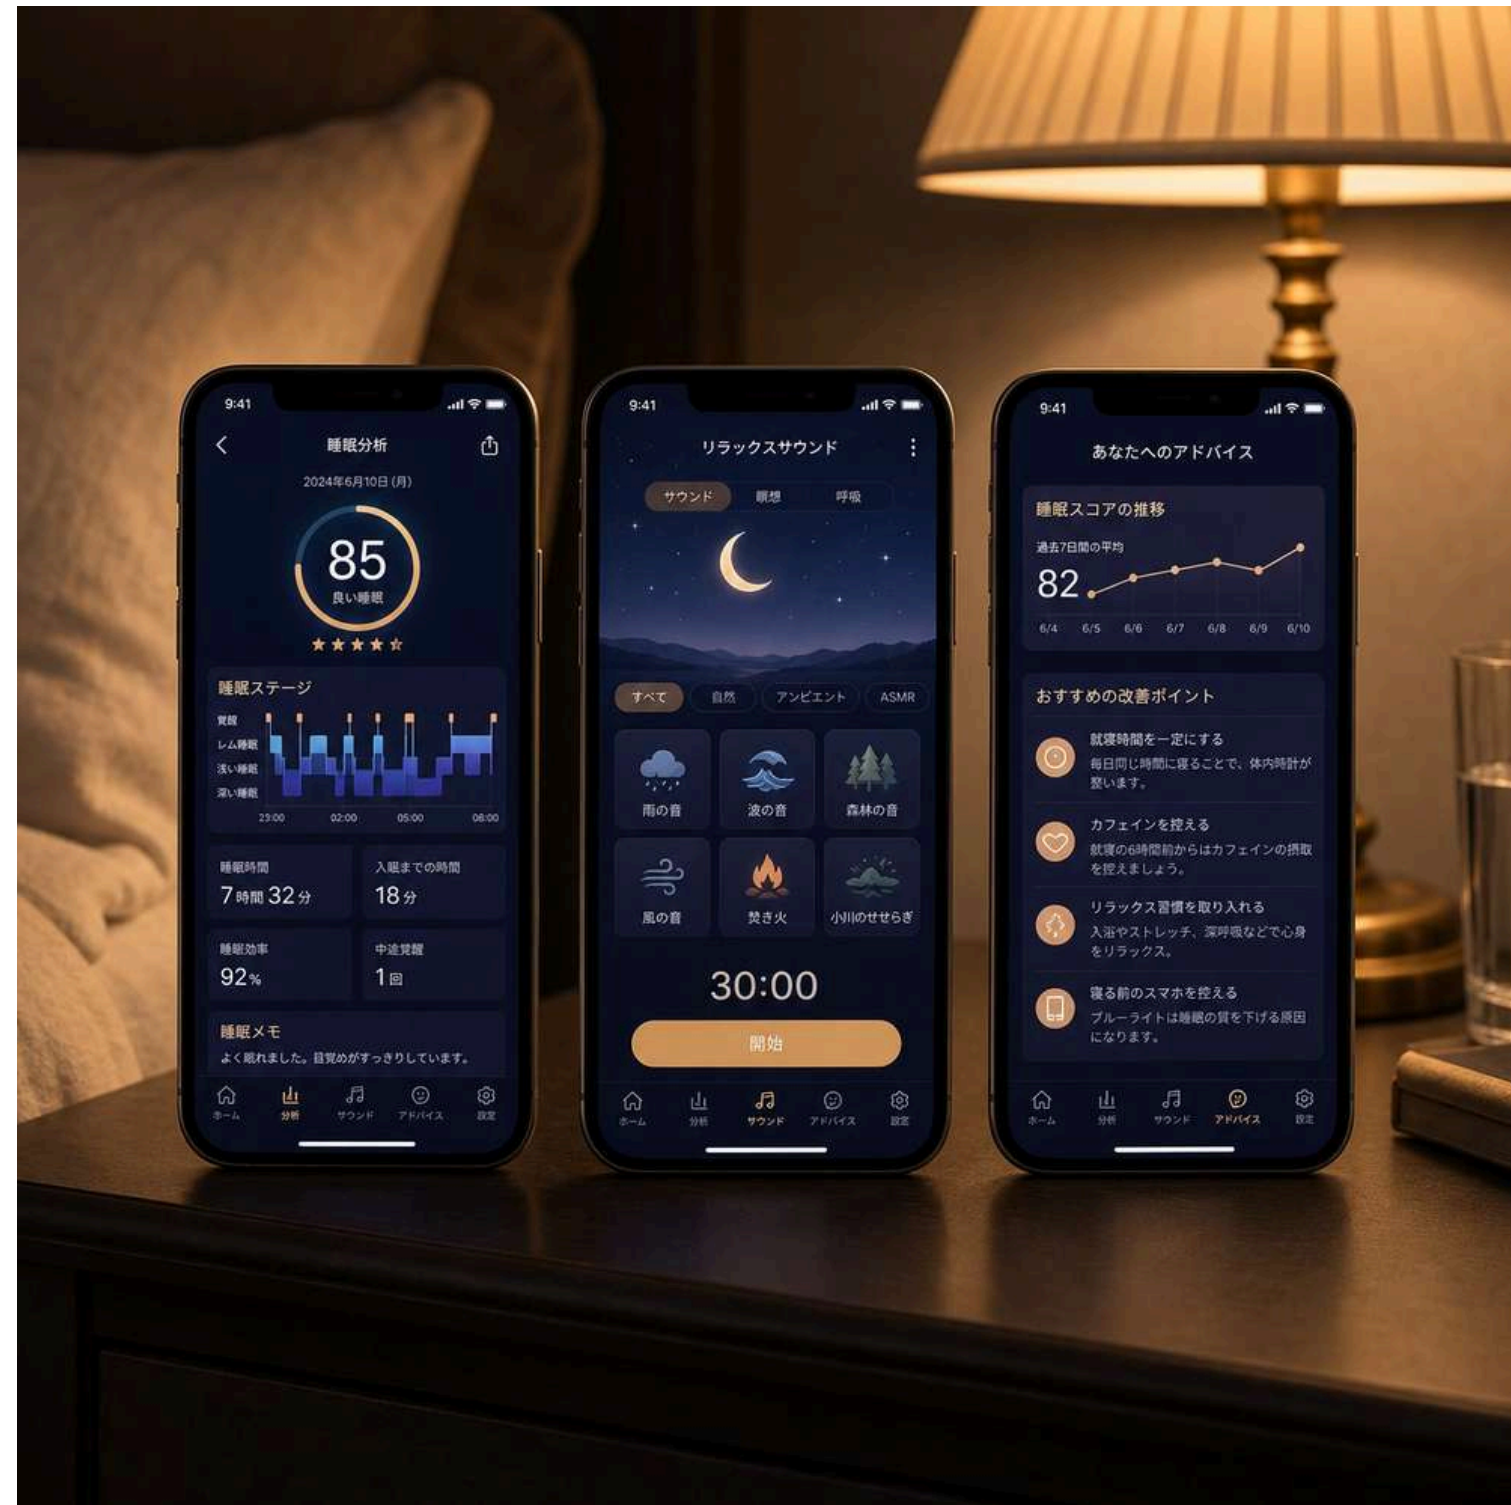 9:41
睡眠分析
2024年6月10日 (月)
85
良い睡眠
睡眠ステージ
覚醒
レム睡眠
浅い睡眠
深い睡眠
23:00 02:00 05:00 06:00
睡眠時間
7時間32分
入眠までの時間
18分
睡眠効率
92%
中途覚醒
1回
睡眠メモ
よく眠れました。目覚めがすっきりしています。
ホーム 分析 サウンド アドバイス 設定
9:41
リラックスサウンド
サウンド 瞑想 呼吸
すべて 自然 アンビエント ASMR
雨の音 波の音 森林の音
風の音 焚き火 小川のせせらぎ
30:00
開始
ホーム 分析 サウンド アドバイス 設定
9:41
あなたへのアドバイス
睡眠スコアの推移
過去7日間の平均
82
6/4 6/5 6/6 6/7 6/8 6/9 6/10
おすすめの改善ポイント
就寝時間を一定にする
毎日同じ時間に寝ることで、体内時計が
整います。
カフェインを控える
就寝の6時間前からはカフェインの摂取
を控えましょう。
リラックス習慣を取り入れる
入浴やストレッチ、深呼吸などで心身
をリラックス。
寝る前のスマホを控える
ブルーライトは睡眠の質を下げる原因
になります。
ホーム 分析 サウンド アドバイス 設定